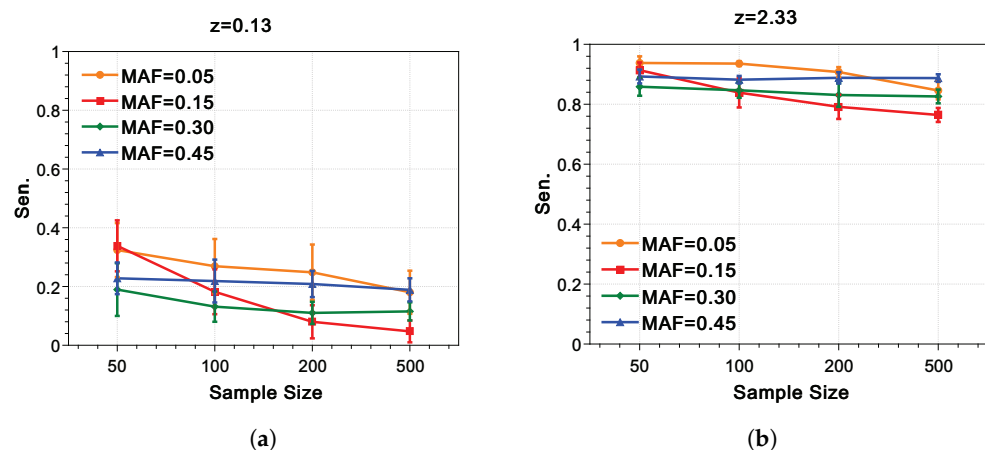 z=0.13
1
0.8
0.6
0.4
0.2
0
Sen.
MAF=0.05
MAF=0.15
MAF=0.30
MAF=0.45
50 100 200 500
Sample Size
(a)
z=2.33
1
0.8
0.6
0.4
0.2
0
Sen.
MAF=0.05
MAF=0.15
MAF=0.30
MAF=0.45
50 100 200 500
Sample Size
(b)